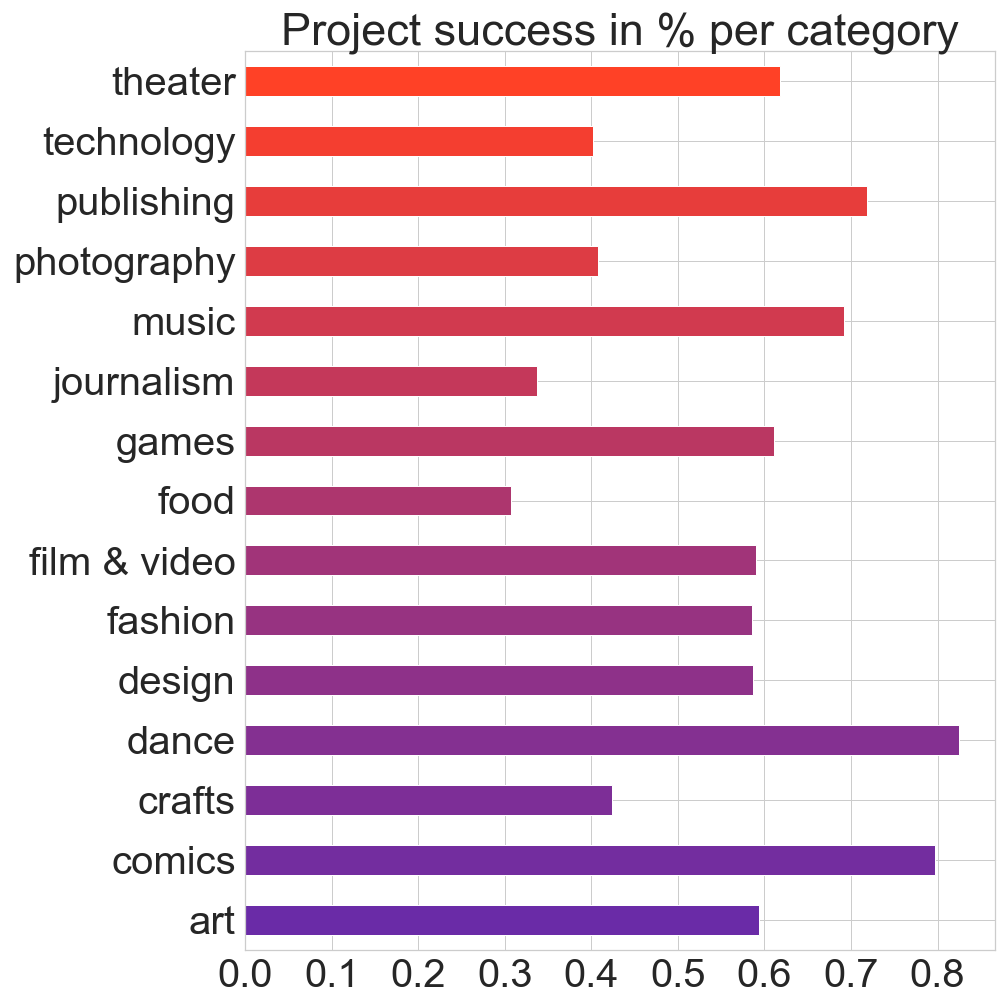 Project success in % per category
theater
technology
publishing
photography
music
journalism
games
food
film & video
fashion
design
dance
crafts
comics
art
0.0 0.1 0.2 0.3 0.4 0.5 0.6 0.7 0.8